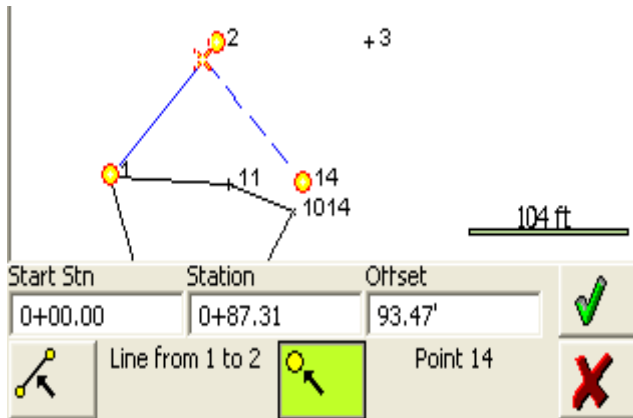 2
3
1
11
14
1014
104 ft
Start Stn Station Offset
0+00.00 0+87.31 93.47'
Line from 1 to 2 Point 14